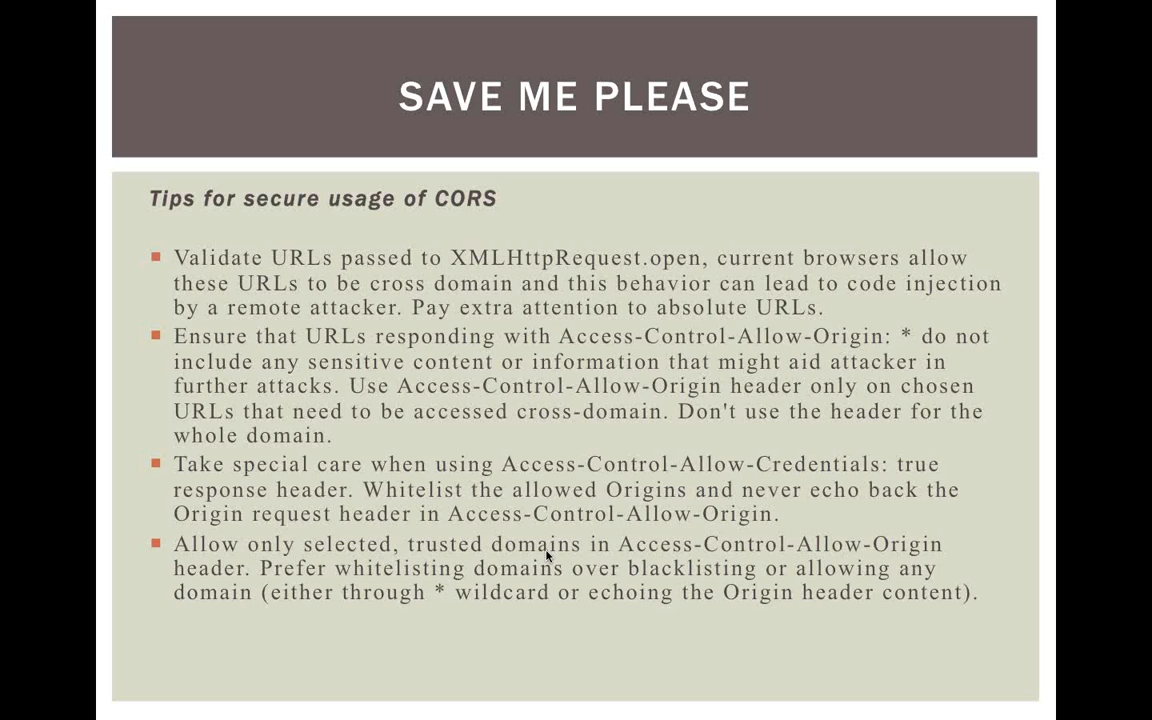 SAVE ME PLEASE
Tips for secure usage of CORS
Validate URLs passed to XMLHttpRequest.open, current browsers allow
these URLs to be cross domain and this behavior can lead to code injection
by a remote attacker. Pay extra attention to absolute URLs.
Ensure that URLs responding with Access-Control-Allow-Origin: * do not
include any sensitive content or information that might aid attacker in
further attacks. Use Access-Control-Allow-Origin header only on chosen
URLs that need to be accessed cross-domain. Don't use the header for the
whole domain.
Take special care when using Access-Control-Allow-Credentials: true
response header. Whitelist the allowed Origins and never echo back the
Origin request header in Access-Control-Allow-Origin.
Allow only selected, trusted domains in Access-Control-Allow-Origin
header. Prefer whitelisting domains over blacklisting or allowing any
domain (either through * wildcard or echoing the Origin header content).